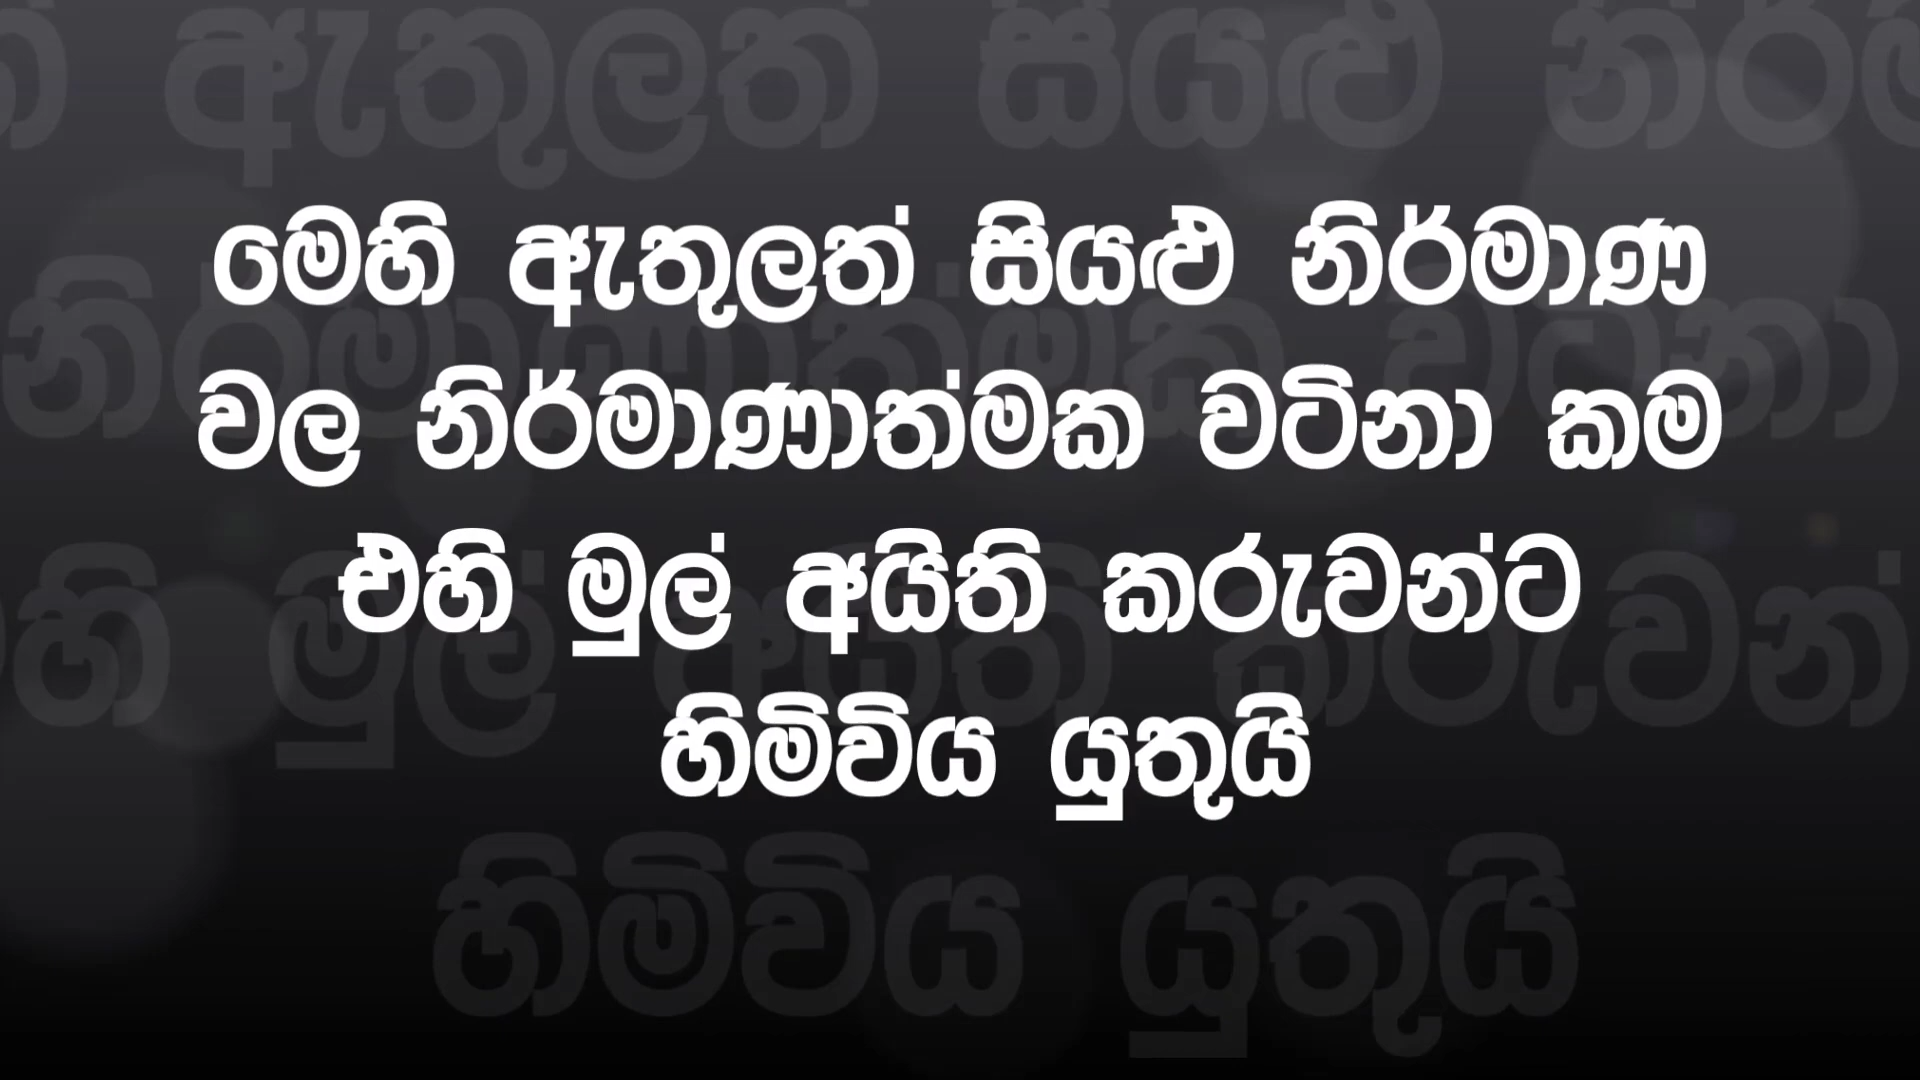 මෙහි ඇතුලත් සියළු නිර්මාණ
වල නිර්මාණාත්මක වටිනා කම
එහි මුල් අයිති කරුවන්ට
හිමිවිය යුතුයි